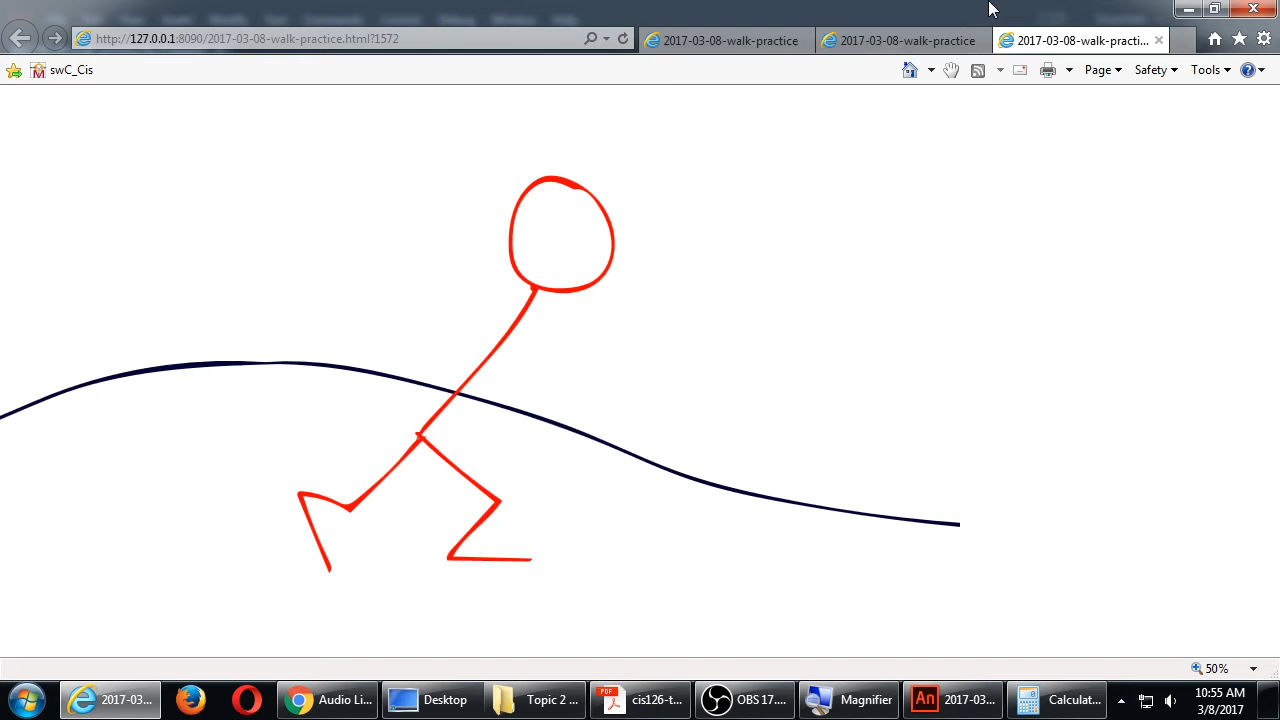 http://127.0.0.1:8090/2017-03-08-walk-practice.html?1572
2017-03-08-walk-practice
2017-03-08-walk-practice
2017-03-08-walk-practi...
swC_Cis
Page
Safety
Tools
50%
2017-03...
Audio Li...
Desktop
Topic 2 ...
PDF
cis126-t...
OBS 17....
Magnifier
An
2017-03...
Calculat...
10:55 AM
3/8/2017